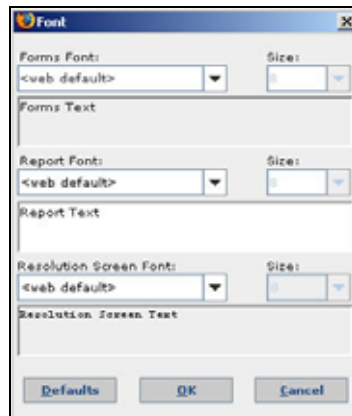 Font
Forms Font: Size:
<web default> 8
Forms Text
Report Font: Size:
<web default>
Report Text
Resolution Screen Font: Size:
<web default>
Resolution Screen Text
Defaults OK Cancel